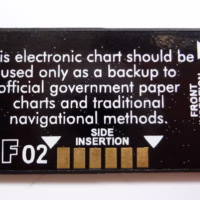 is electronic chart should be
used only as a backup to
official government paper
charts and traditional
navigational methods.
F 02
SIDE
INSERTION
FRONT